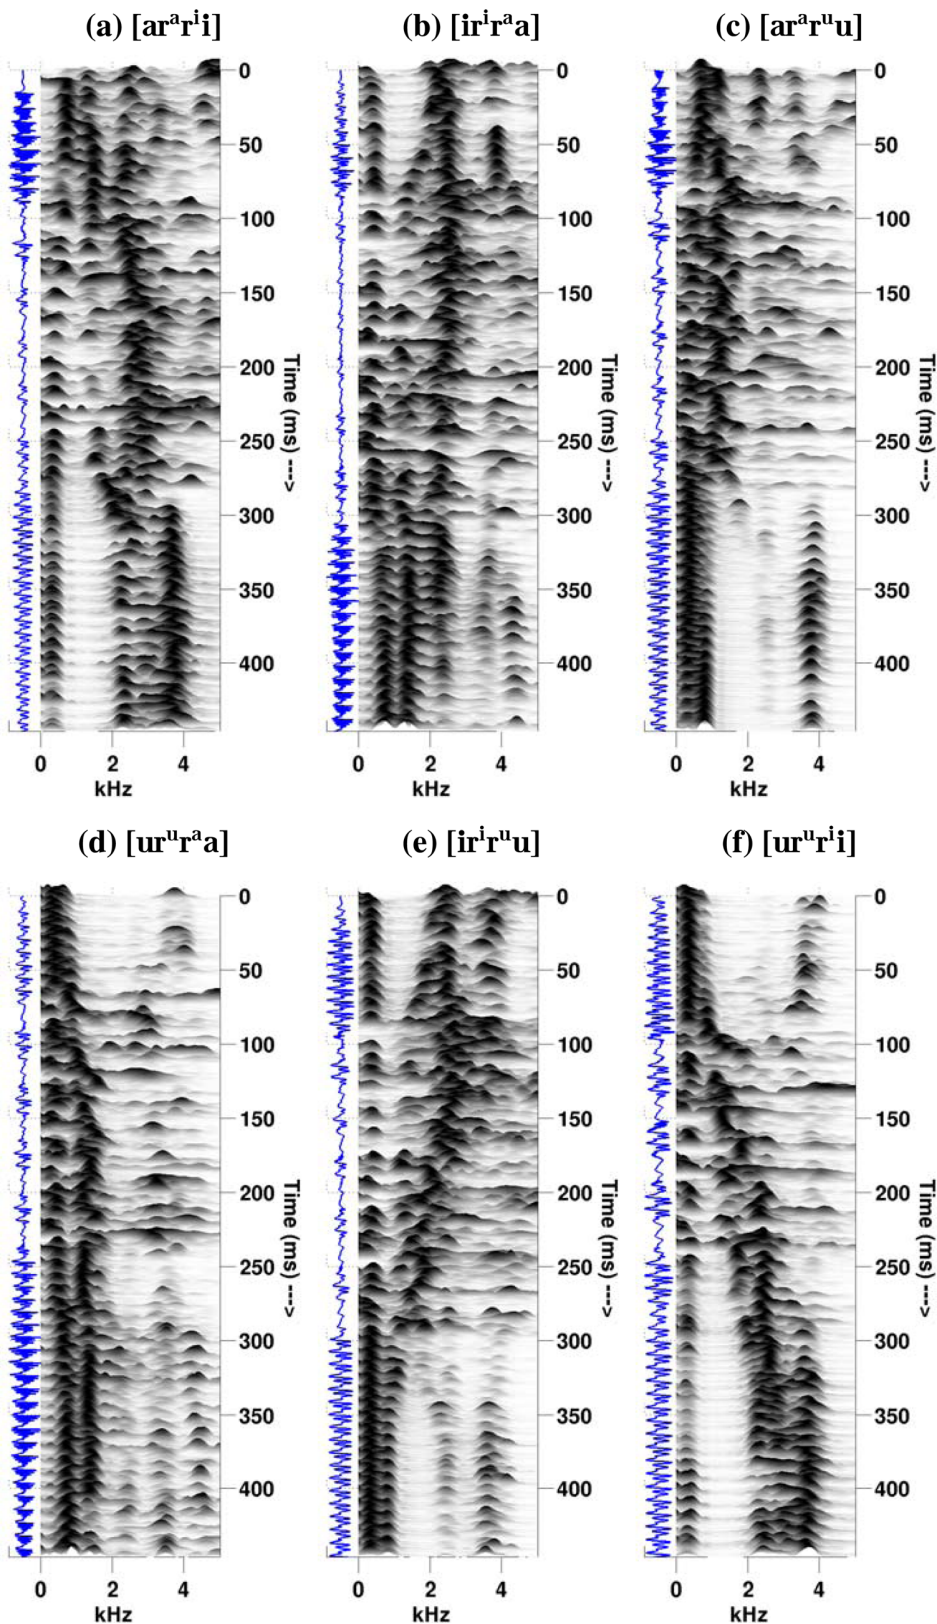 (a) [arᵃrⁱi] (b) [irⁱrᵃa] (c) [arᵃrᵘu]
0 0 0
50 50 50
100 100 100
150 150 150
200 200 200
250 250 250
300 300 300
350 350 350
400 400 400
Time (ms) ---> Time (ms) ---> Time (ms) --->
0 2 4 0 2 4 0 2 4
kHz kHz kHz
(d) [urᵘrᵃa] (e) [irⁱrᵘu] (f) [urᵘrⁱi]
0 0 0
50 50 50
100 100 100
150 150 150
200 200 200
250 250 250
300 300 300
350 350 350
400 400 400
Time (ms) ---> Time (ms) ---> Time (ms) --->
0 2 4 0 2 4 0 2 4
kHz kHz kHz